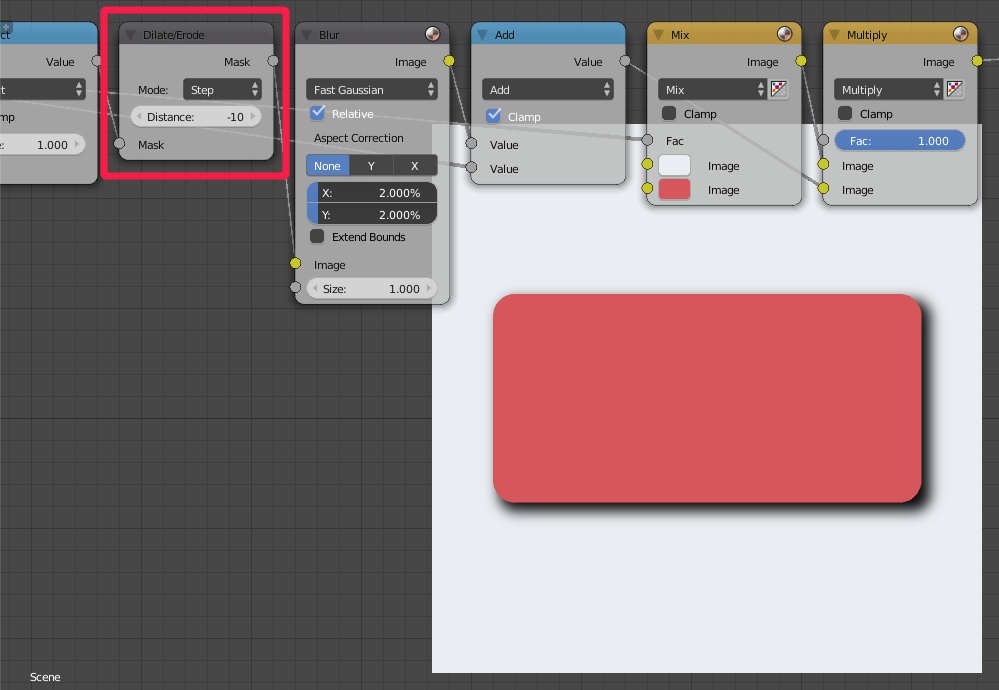 ct
Value
t
mp
e: 1.000
Dilate/Erode
Mask
Mode: Step
Distance: -10
Mask
Blur
Image
Fast Gaussian
Relative
Aspect Correction
None Y X
X: 2.000%
Y: 2.000%
Extend Bounds
Image
Size: 1.000
Add
Value
Add
Clamp
Value
Value
Mix
Image
Mix
Clamp
Fac
Image
Image
Multiply
Image
Multiply
Clamp
Fac: 1.000
Image
Image
Scene